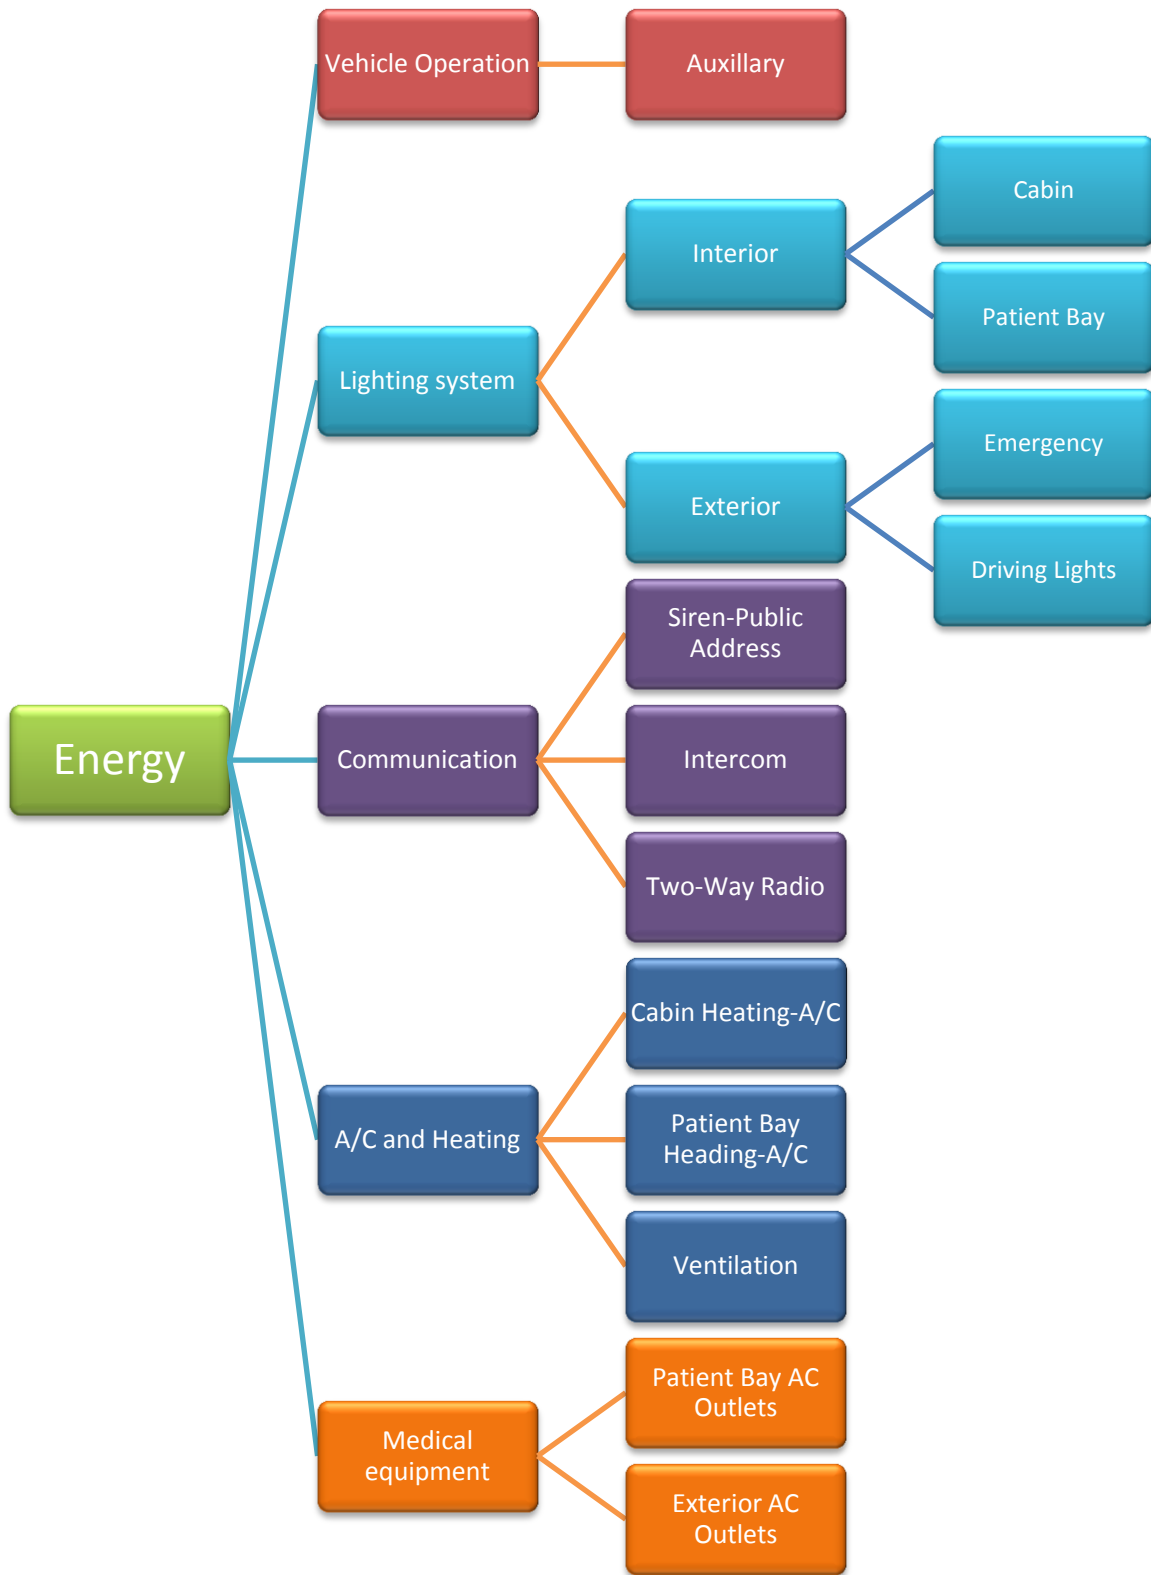 Vehicle Operation
Auxillary
Cabin
Interior
Patient Bay
Lighting system
Emergency
Exterior
Driving Lights
Siren-Public
Address
Energy
Communication
Intercom
Two-Way Radio
Cabin Heating-A/C
A/C and Heating
Patient Bay
Heading-A/C
Ventilation
Patient Bay AC
Outlets
Medical
equipment
Exterior AC
Outlets